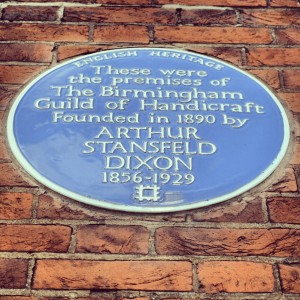 ENGLISH HERITAGE
These were
the premises of
The Birmingham
Guild of Handicraft
Founded in 1890 by
ARTHUR
STANSFELD
DIXON
1856-1929